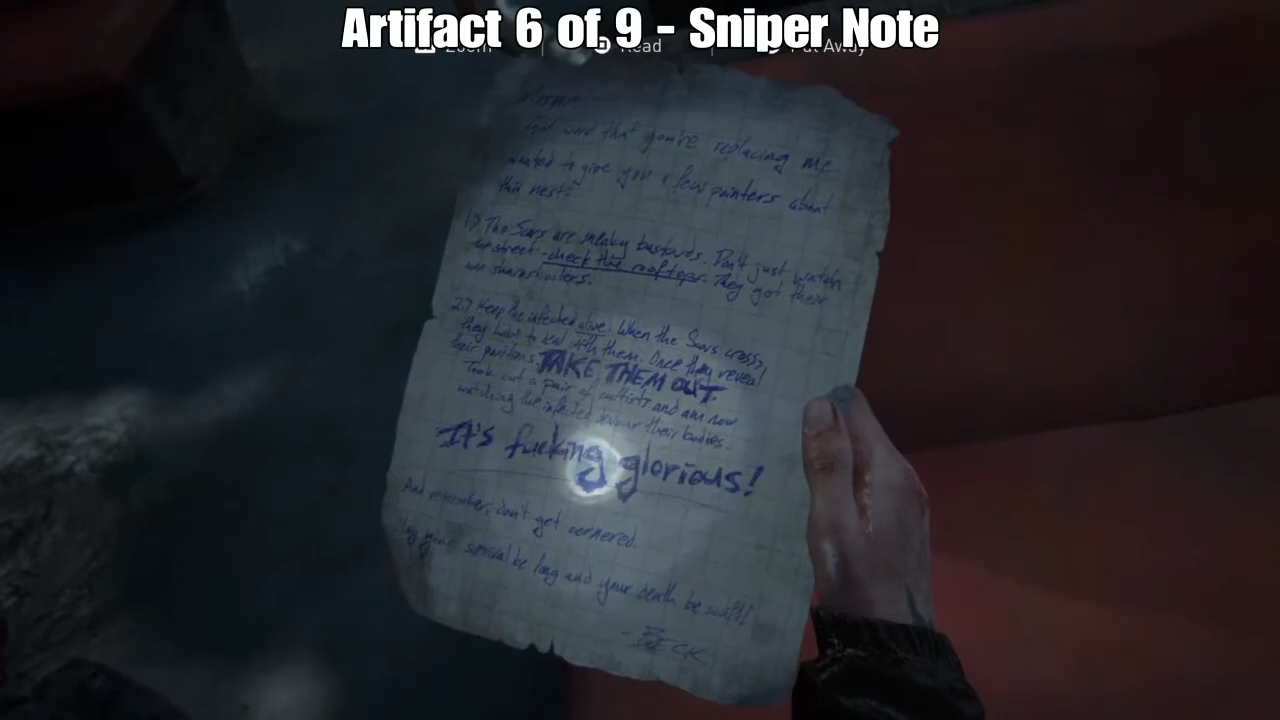 Artifact 6 of 9 - Sniper Note
Zoom Read Put Away
Got word that you're replacing me
wanted to give you a few pointers about
this nest:
1) The Scars are sneaky bastards. Don't just watch
the street - check the rooftops. They got their
own sharpshooters.
2) Keep the infected alive. When the Scars cross,
they have to deal with them. Once they reveal
their positions TAKE THEM OUT.
Took out a pair of cultists and am now
watching the infected devour their bodies.
It's fucking glorious!
And remember, don't get cornered.
May your survival be long and your death be swift!
- BECK